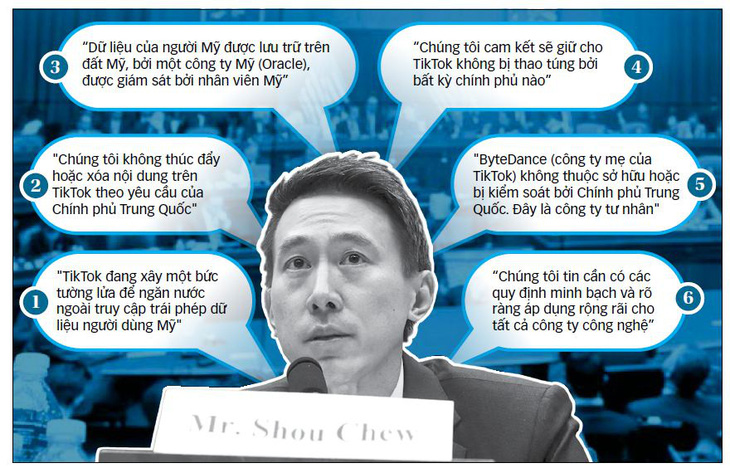 3
“Dữ liệu của người Mỹ được lưu trữ trên
đất Mỹ, bởi một công ty Mỹ (Oracle),
được giám sát bởi nhân viên Mỹ”
“Chúng tôi cam kết sẽ giữ cho
TikTok không bị thao túng bởi
bất kỳ chính phủ nào”
4
2
"Chúng tôi không thúc đẩy
hoặc xóa nội dung trên
TikTok theo yêu cầu của
Chính phủ Trung Quốc"
"ByteDance (công ty mẹ của
TikTok) không thuộc sở hữu hoặc
bị kiểm soát bởi Chính phủ Trung
Quốc. Đây là công ty tư nhân"
5
1
"TikTok đang xây một bức
tường lửa để ngăn nước
ngoài truy cập trái phép dữ
liệu người dùng Mỹ"
“Chúng tôi tin cần có các
quy định minh bạch và rõ
ràng áp dụng rộng rãi cho
tất cả công ty công nghệ”
6
Mr. Shou Chew